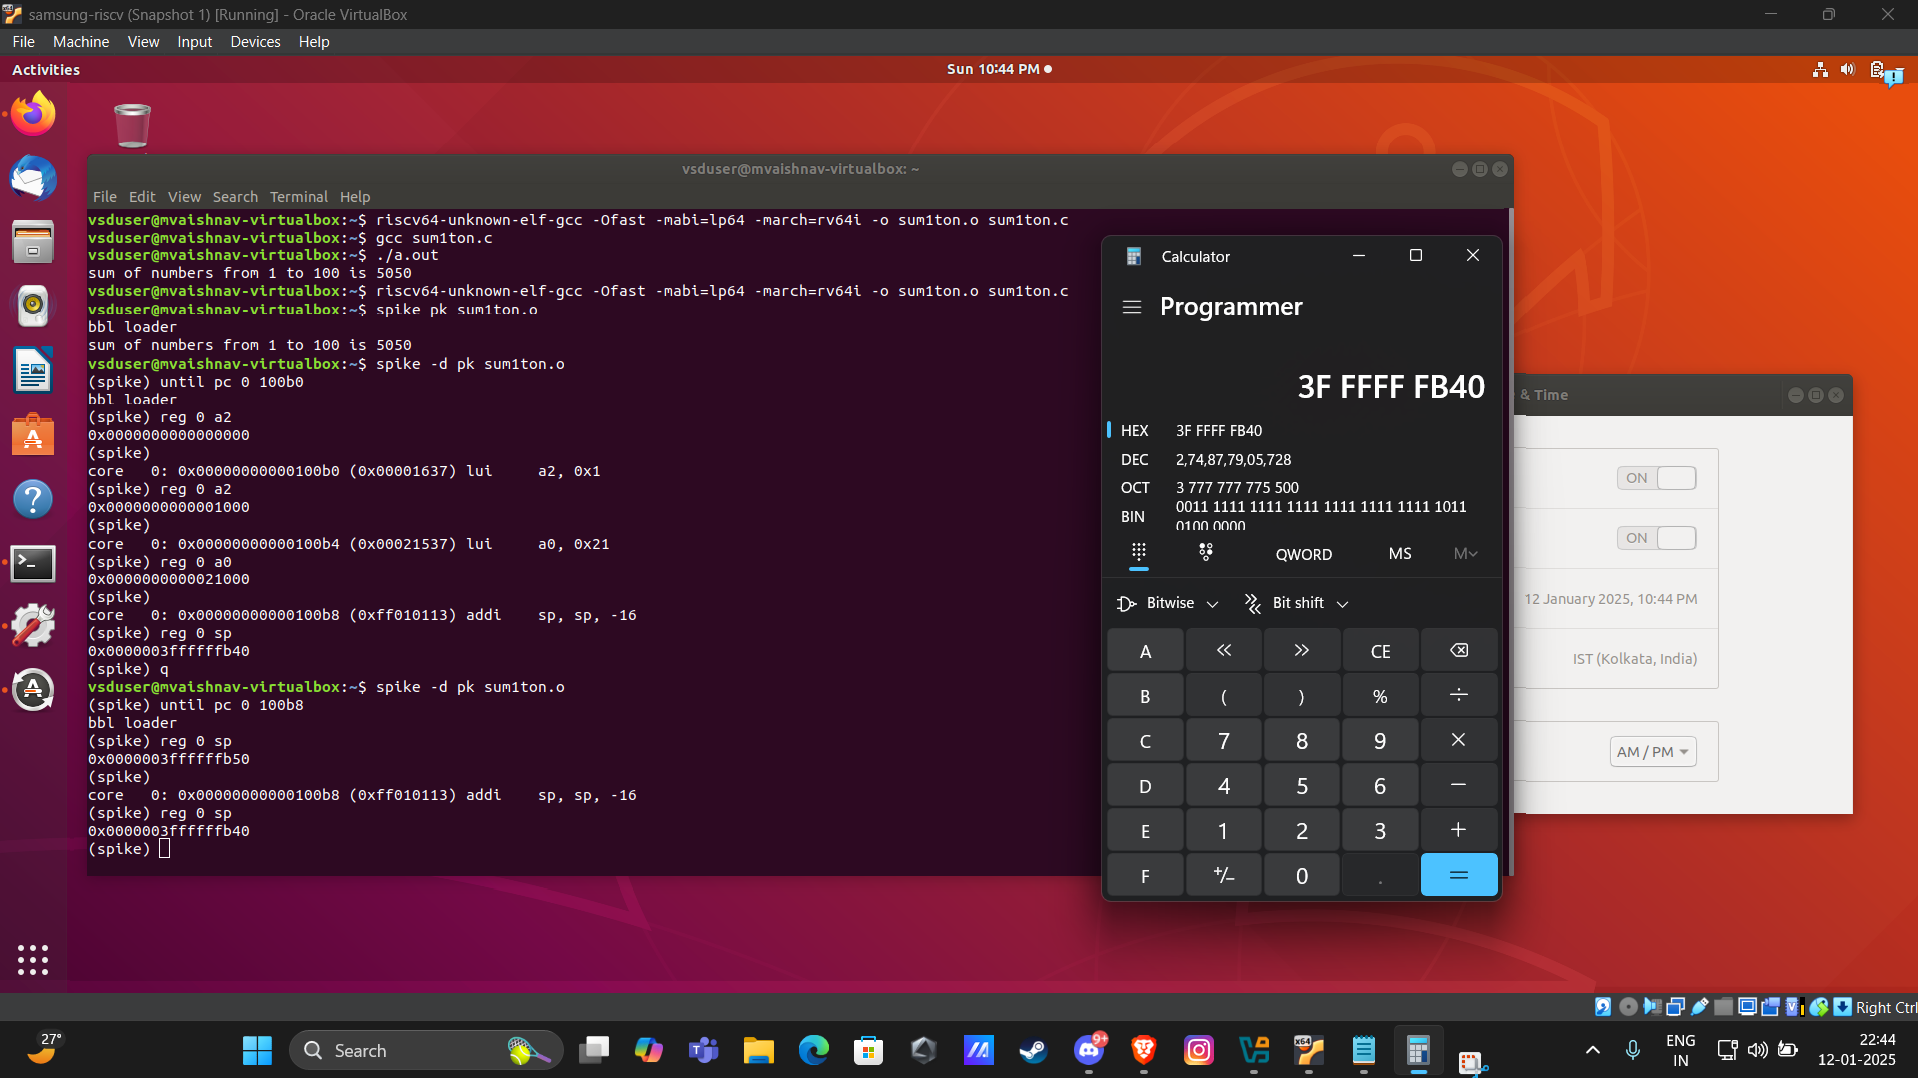 samsung-riscv (Snapshot 1) [Running] - Oracle VirtualBox
File Machine View Input Devices Help
Activities
Sun 10:44 PM
vsduser@mvaishnav-virtualbox: ~
File Edit View Search Terminal Help
vsduser@mvaishnav-virtualbox:~$ riscv64-unknown-elf-gcc -Ofast -mabi=lp64 -march=rv64i -o sum1ton.o sum1ton.c
vsduser@mvaishnav-virtualbox:~$ gcc sum1ton.c
vsduser@mvaishnav-virtualbox:~$ ./a.out
sum of numbers from 1 to 100 is 5050
vsduser@mvaishnav-virtualbox:~$ riscv64-unknown-elf-gcc -Ofast -mabi=lp64 -march=rv64i -o sum1ton.o sum1ton.c
vsduser@mvaishnav-virtualbox:~$ spike pk sum1ton.o
bbl loader
sum of numbers from 1 to 100 is 5050
vsduser@mvaishnav-virtualbox:~$ spike -d pk sum1ton.o
(spike) until pc 0 100b0
bbl loader
(spike) reg 0 a2
0x0000000000000000
(spike)
core   0: 0x00000000000100b0 (0x00001637) lui     a2, 0x1
(spike) reg 0 a2
0x0000000000001000
(spike)
core   0: 0x00000000000100b4 (0x00021537) lui     a0, 0x21
(spike) reg 0 a0
0x0000000000021000
(spike)
core   0: 0x00000000000100b8 (0xff010113) addi    sp, sp, -16
(spike) reg 0 sp
0x0000003ffffffb40
(spike) q
vsduser@mvaishnav-virtualbox:~$ spike -d pk sum1ton.o
(spike) until pc 0 100b8
bbl loader
(spike) reg 0 sp
0x0000003ffffffb50
(spike)
core   0: 0x00000000000100b8 (0xff010113) addi    sp, sp, -16
(spike) reg 0 sp
0x0000003ffffffb40
(spike)
Calculator
Programmer
3F FFFF FB40
HEX 3F FFFF FB40
DEC 2,74,87,79,05,728
OCT 3 777 777 775 500
BIN 0011 1111 1111 1111 1111 1111 1111 1011
0100 0000
QWORD MS M
Bitwise Bit shift
A << >> CE
B ( ) % ÷
C 7 8 9 ×
D 4 5 6 −
E 1 2 3 +
F +/− 0 . =
& Time
ON
ON
12 January 2025, 10:44 PM
IST (Kolkata, India)
AM / PM
Right Ctrl
27°
Search
9+
x64
ENG
IN
22:44
12-01-2025